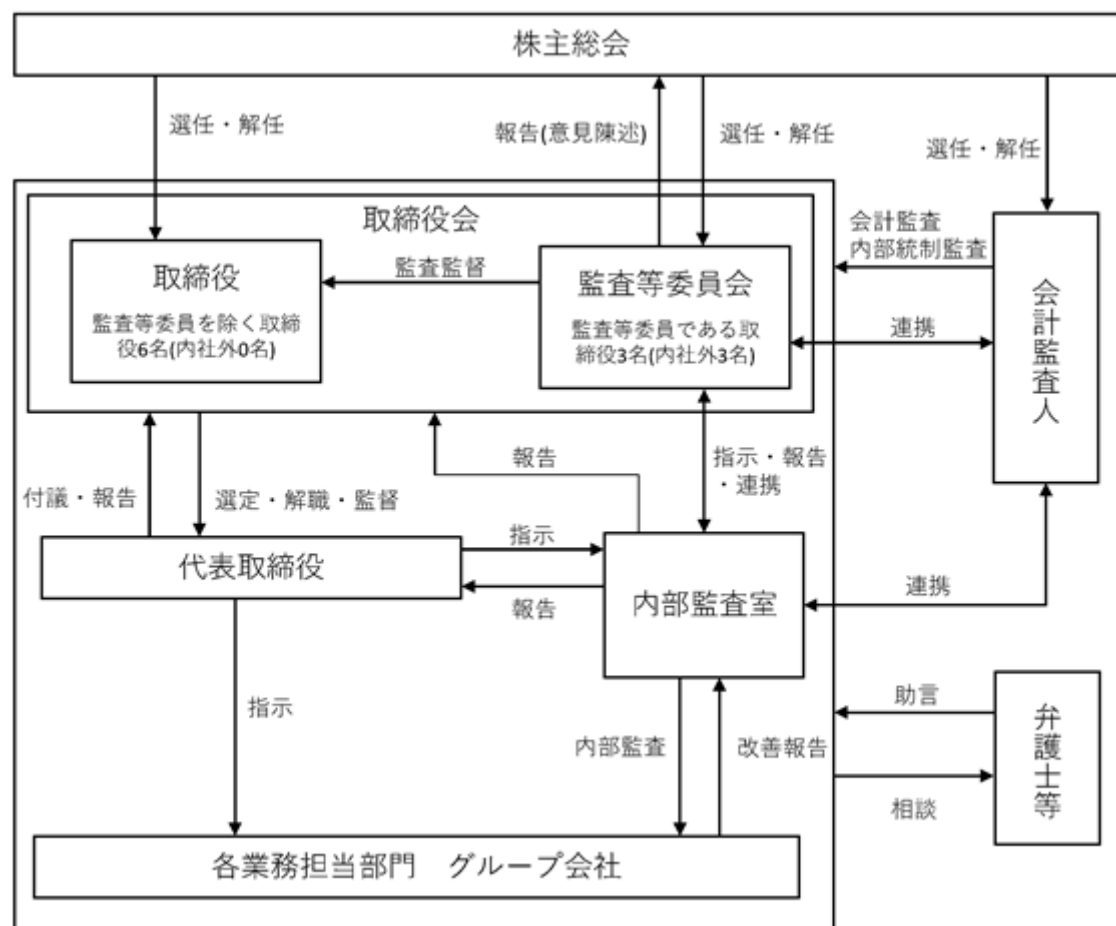 株主総会
選任・解任
報告(意見陳述)
選任・解任
選任・解任
取締役会
取締役
監査等委員を除く取締
役6名(内社外0名)
監査監督
監査等委員会
監査等委員である取
締役3名(内社外3名)
会計監査
内部統制監査
連携
会計監査人
付議・報告
選定・解職・監督
報告
指示・報告
・連携
代表取締役
指示
報告
内部監査室
連携
指示
内部監査
改善報告
助言
相談
弁護士等
各業務担当部門　グループ会社